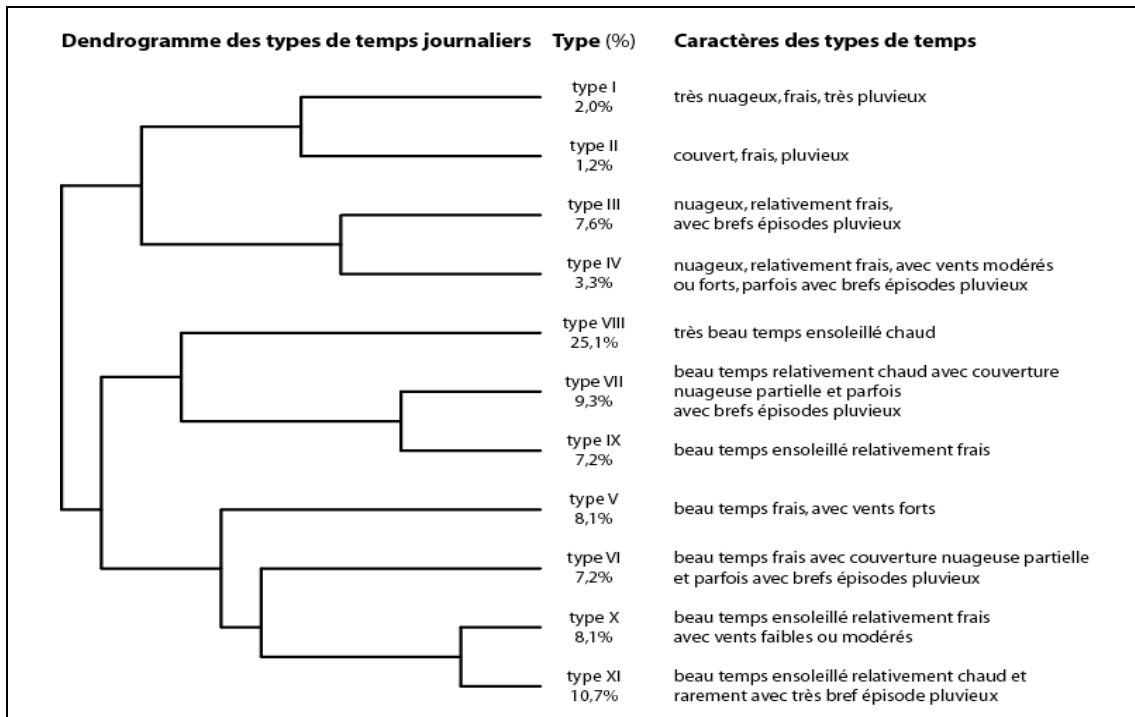 Dendrogramme des types de temps journaliers Type (%) Caractères des types de temps
type I
2,0%
très nuageux, frais, très pluvieux
type II
1,2%
couvert, frais, pluvieux
type III
7,6%
nuageux, relativement frais,
avec brefs épisodes pluvieux
type IV
3,3%
nuageux, relativement frais, avec vents modérés
ou forts, parfois avec brefs épisodes pluvieux
type VIII
25,1%
très beau temps ensoleillé chaud
type VII
9,3%
beau temps relativement chaud avec couverture
nuageuse partielle et parfois
avec brefs épisodes pluvieux
type IX
7,2%
beau temps ensoleillé relativement frais
type V
8,1%
beau temps frais, avec vents forts
type VI
7,2%
beau temps frais avec couverture nuageuse partielle
et parfois avec brefs épisodes pluvieux
type X
8,1%
beau temps ensoleillé relativement frais
avec vents faibles ou modérés
type XI
10,7%
beau temps ensoleillé relativement chaud et
rarement avec très bref épisode pluvieux